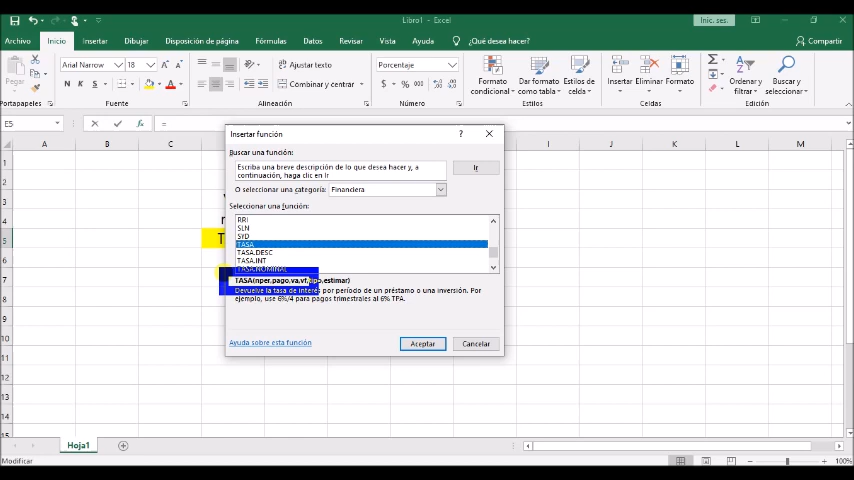 Libro1 - Excel
Inic. ses.
Archivo Inicio Insertar Dibujar Disposición de página Fórmulas Datos Revisar Vista Ayuda ¿Qué desea hacer? Compartir
Pegar
Arial Narrow 18
N K S
Ajustar texto
Combinar y centrar
Porcentaje
$ % 000
Formato condicional
Dar formato como tabla
Estilos de celda
Insertar Eliminar Formato
Ordenar y filtrar
Buscar y seleccionar
Portapapeles Fuente Alineación Número Estilos Celdas Edición
E5 fx =
A B C H I J K L M
1
2
3
4
5
6
7
8
9
10
11
12
13
14
15
Insertar función
?
Buscar una función:
Escriba una breve descripción de lo que desea hacer y, a
continuación, haga clic en Ir
Ir
O seleccionar una categoría: Financiera
Seleccionar una función:
RRI
SLN
SYD
TASA
TASA.DESC
TASA.INT
TASA.NOMINAL
TASA(nper,pago,va,vf,tipo,estimar)
Devuelve la tasa de interés por período de un préstamo o una inversión. Por
ejemplo, use 6%/4 para pagos trimestrales al 6% TPA.
Ayuda sobre esta función
Aceptar Cancelar
Hoja1
Modificar
100%